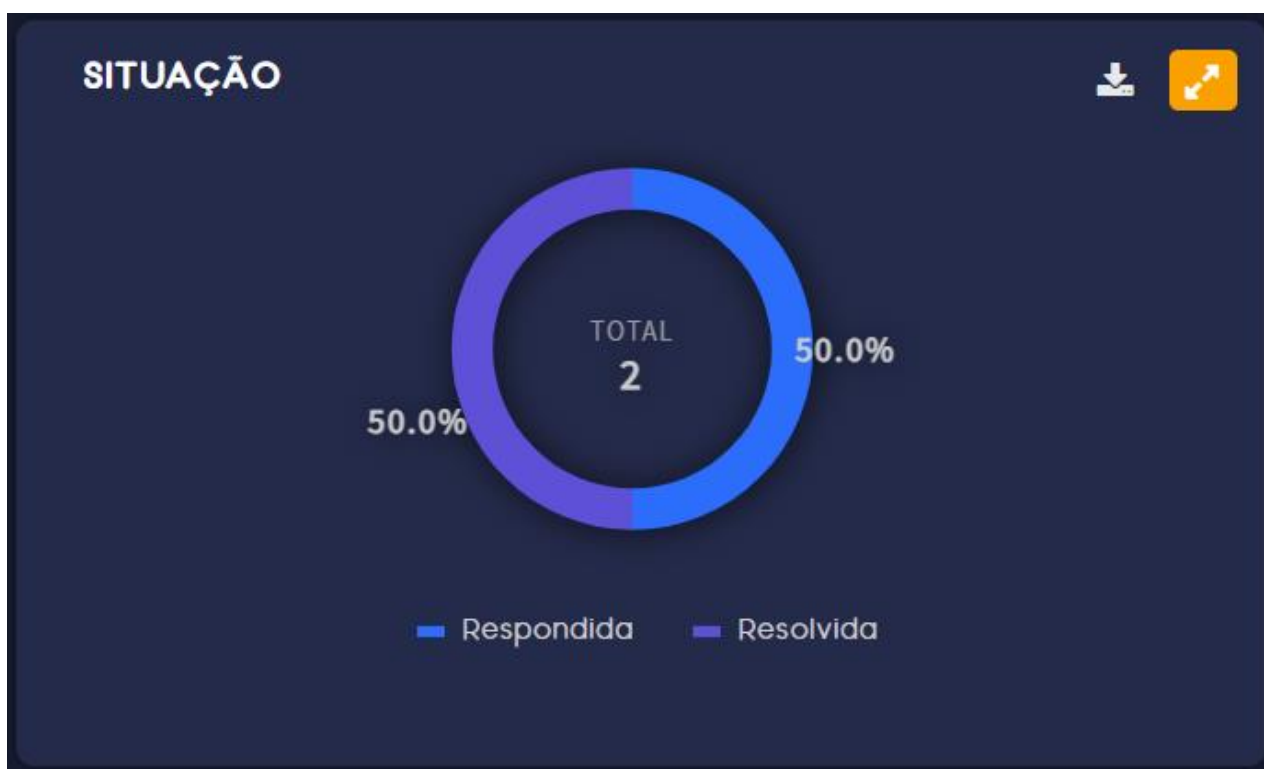 SITUAÇÃO
TOTAL
2
50.0%
50.0%
Respondida Resolvida